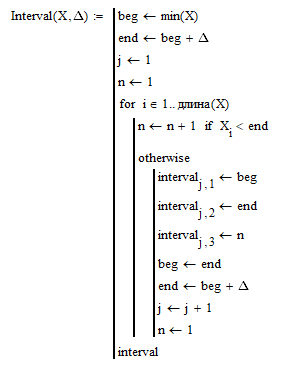 Interval(X,Δ) := beg ← min(X)
end ← beg + Δ
j ← 1
n ← 1
for i ∈ 1.. длина(X)
n ← n + 1 if X_i < end
otherwise
interval_j,1 ← beg
interval_j,2 ← end
interval_j,3 ← n
beg ← end
end ← beg + Δ
j ← j + 1
n ← 1
interval